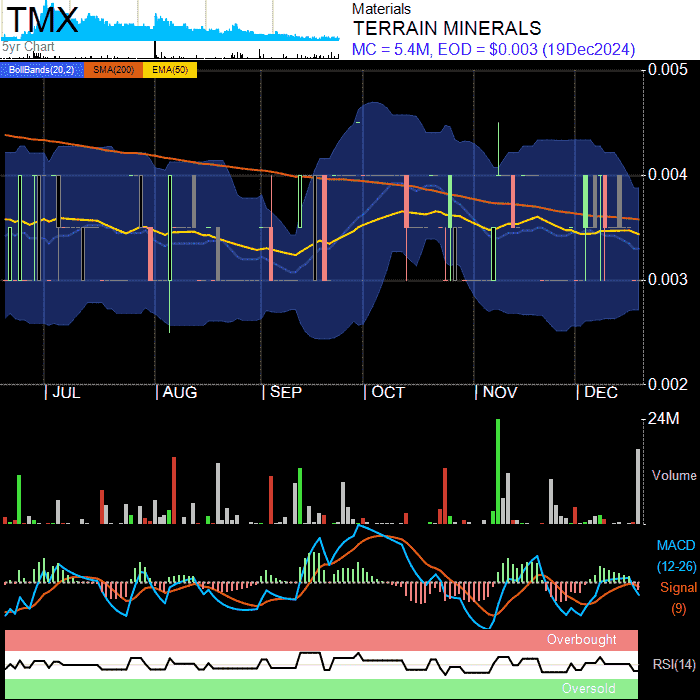 TMX
5yr Chart
Materials
TERRAIN MINERALS
MC = 5.4M, EOD = $0.003 (19Dec2024)
BollBands(20,2) SMA(200) EMA(50)
0.005
0.004
0.003
0.002
JUL AUG SEP OCT NOV DEC
24M
Volume
MACD
(12-26)
Signal
(9)
Overbought
RSI(14)
Oversold